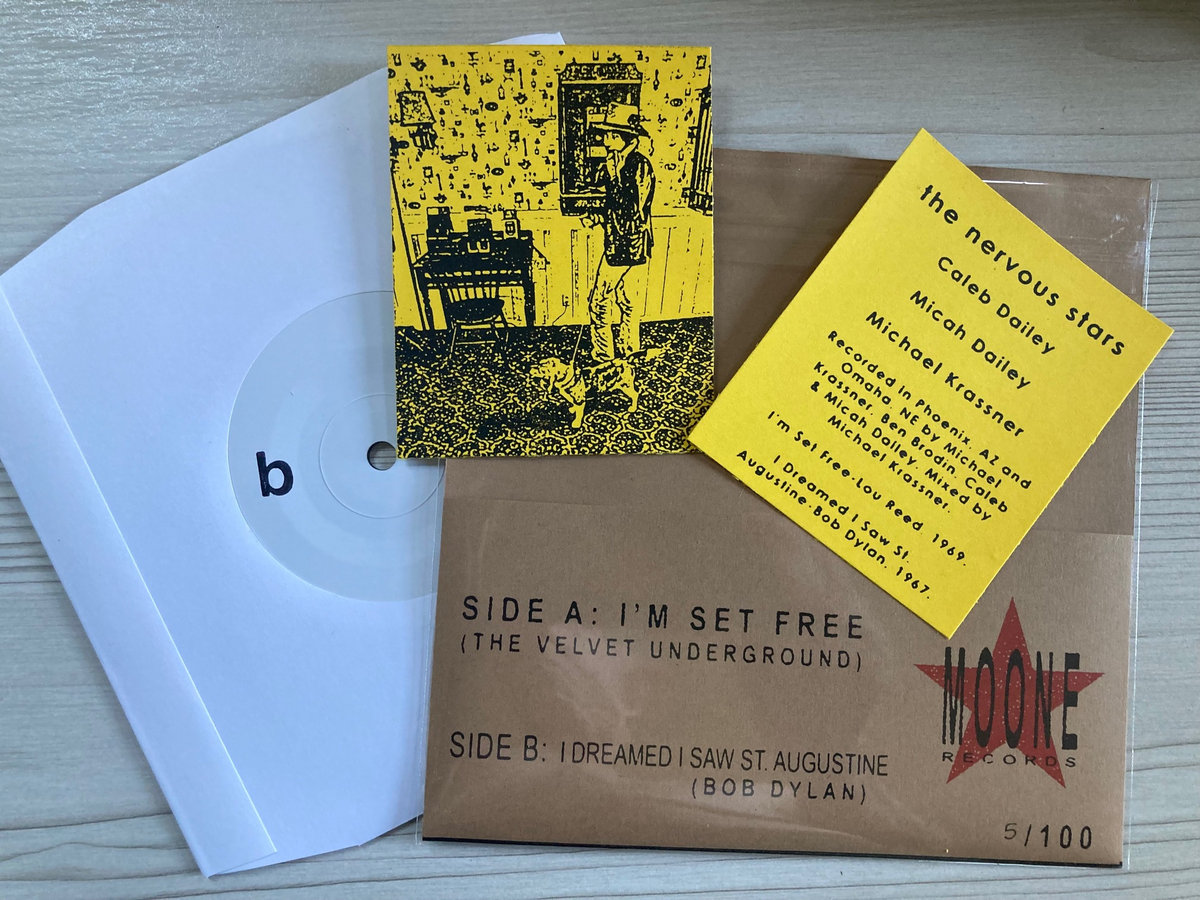 b
the nervous stars
Caleb Dailey
Micah Dailey
Michael Krassner
Recorded in Phoenix, AZ and
Omaha, NE by Michael
Krassner, Ben Brodin, Caleb
& Micah Dailey. Mixed by
Michael Krassner.
I'm Set Free-Lou Reed, 1969.
I Dreamed I Saw St.
Augustine-Bob Dylan, 1967.
SIDE A: I'M SET FREE
(THE VELVET UNDERGROUND)
SIDE B: I DREAMED I SAW ST. AUGUSTINE
(BOB DYLAN)
MOONE
RECORDS
5/100